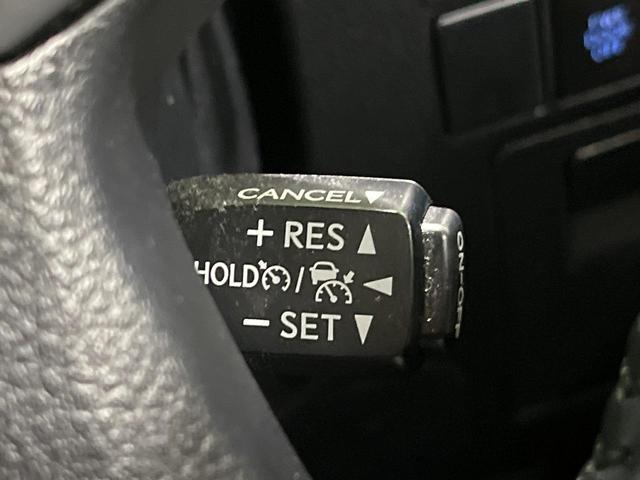 CANCEL▼
+ RES ▲
HOLD / ◀
− SET ▼
ON-OFF